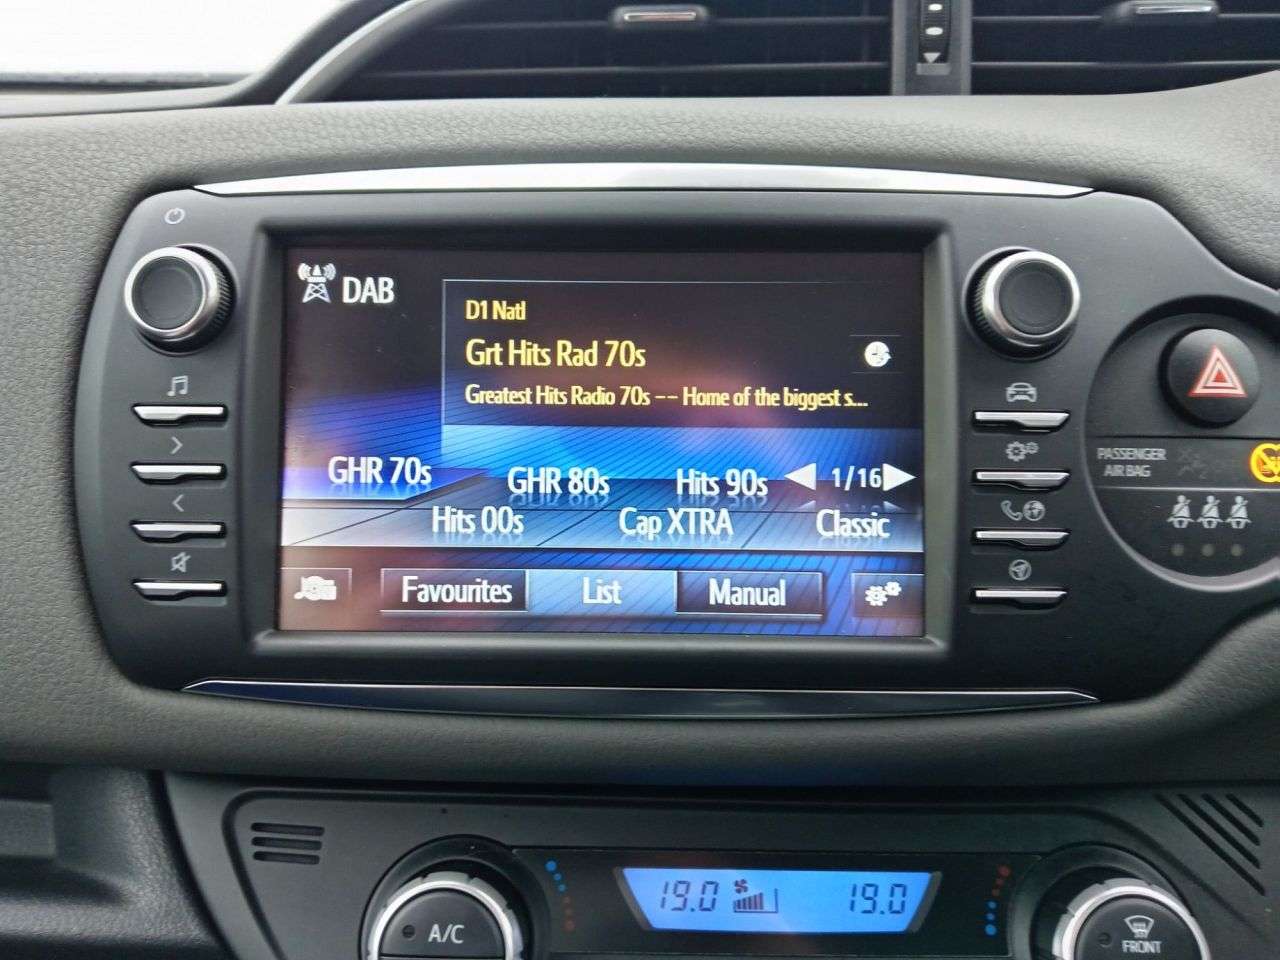 DAB
D1 Natl
Grt Hits Rad 70s
Greatest Hits Radio 70s -- Home of the biggest s...
GHR 70s GHR 80s Hits 90s 1/16
Hits 00s Cap XTRA Classic
Favourites List Manual
PASSENGER
AIR BAG
19.0 19.0
A/C
FRONT